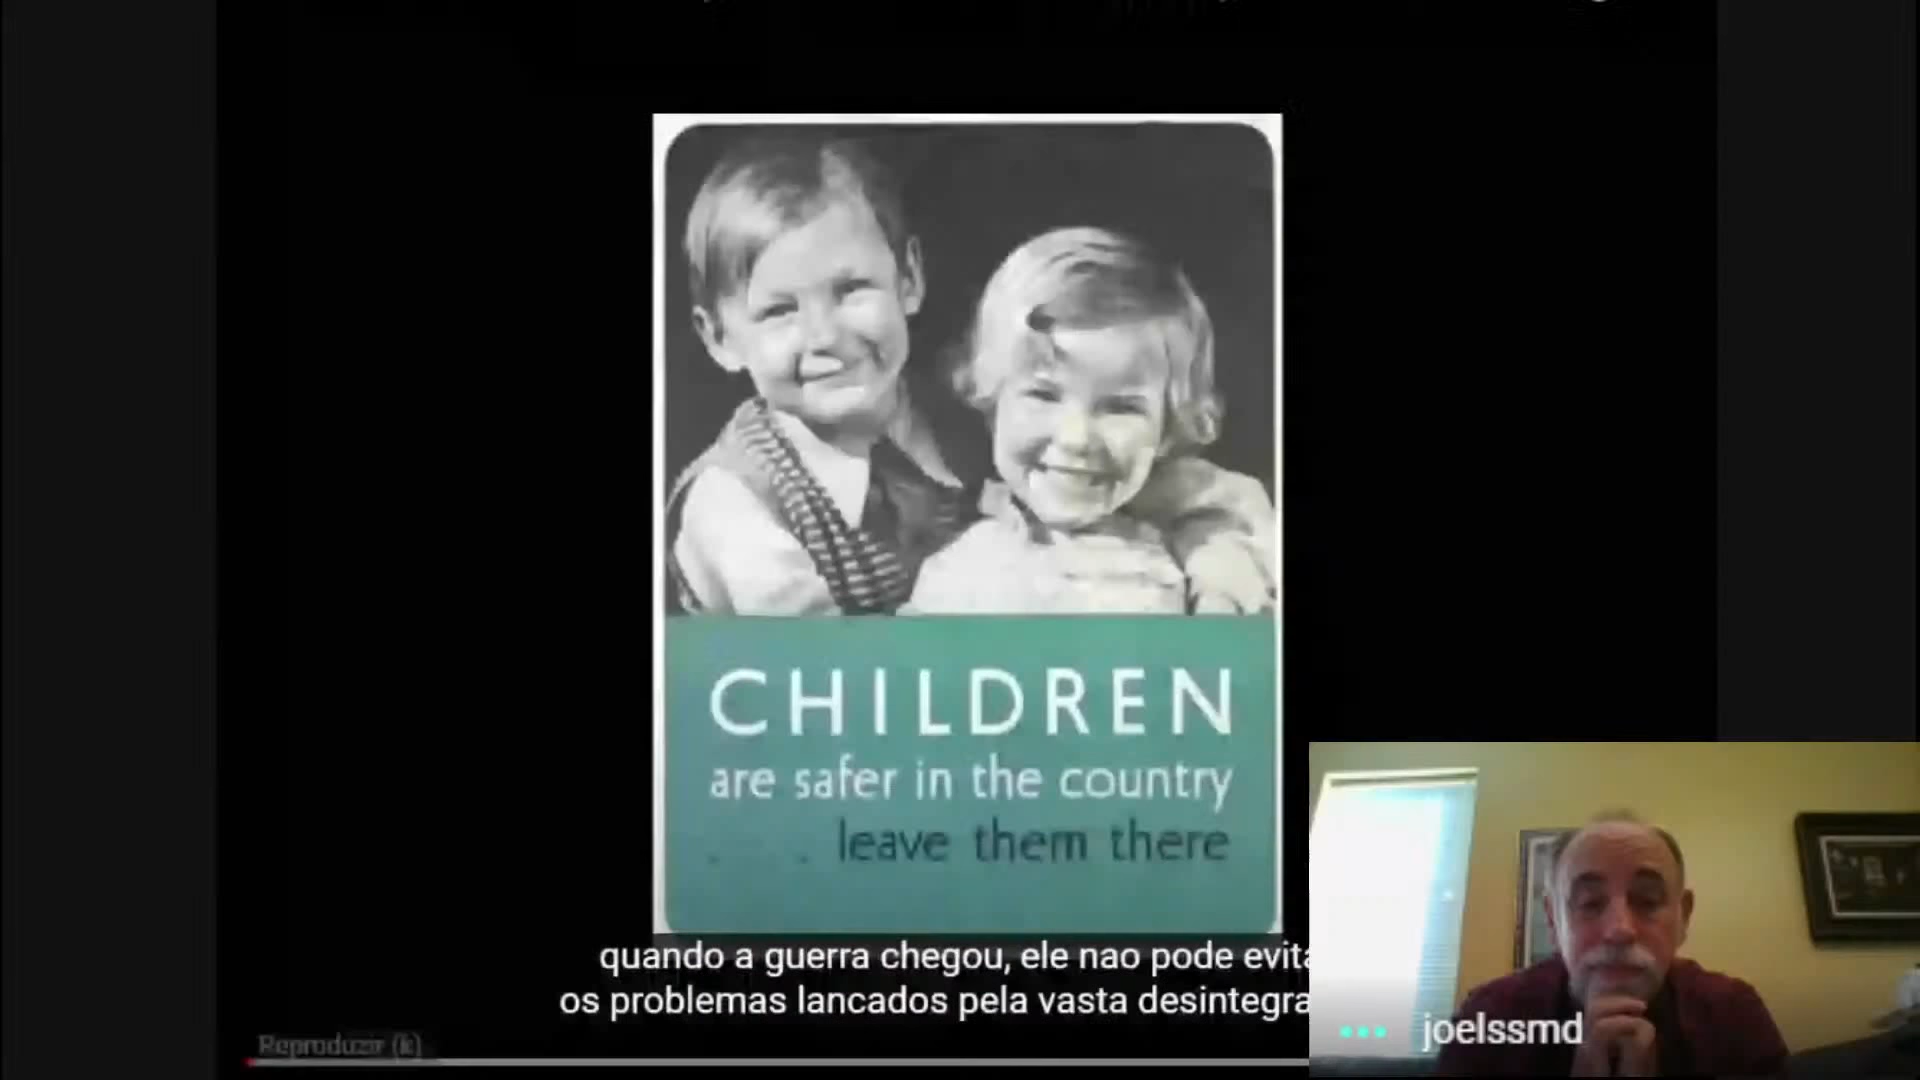 CHILDREN
are safer in the country
. . leave them there
quando a guerra chegou, ele nao pode evita
os problemas lancados pela vasta desintegra
Reproduzir (k)
joelssmd